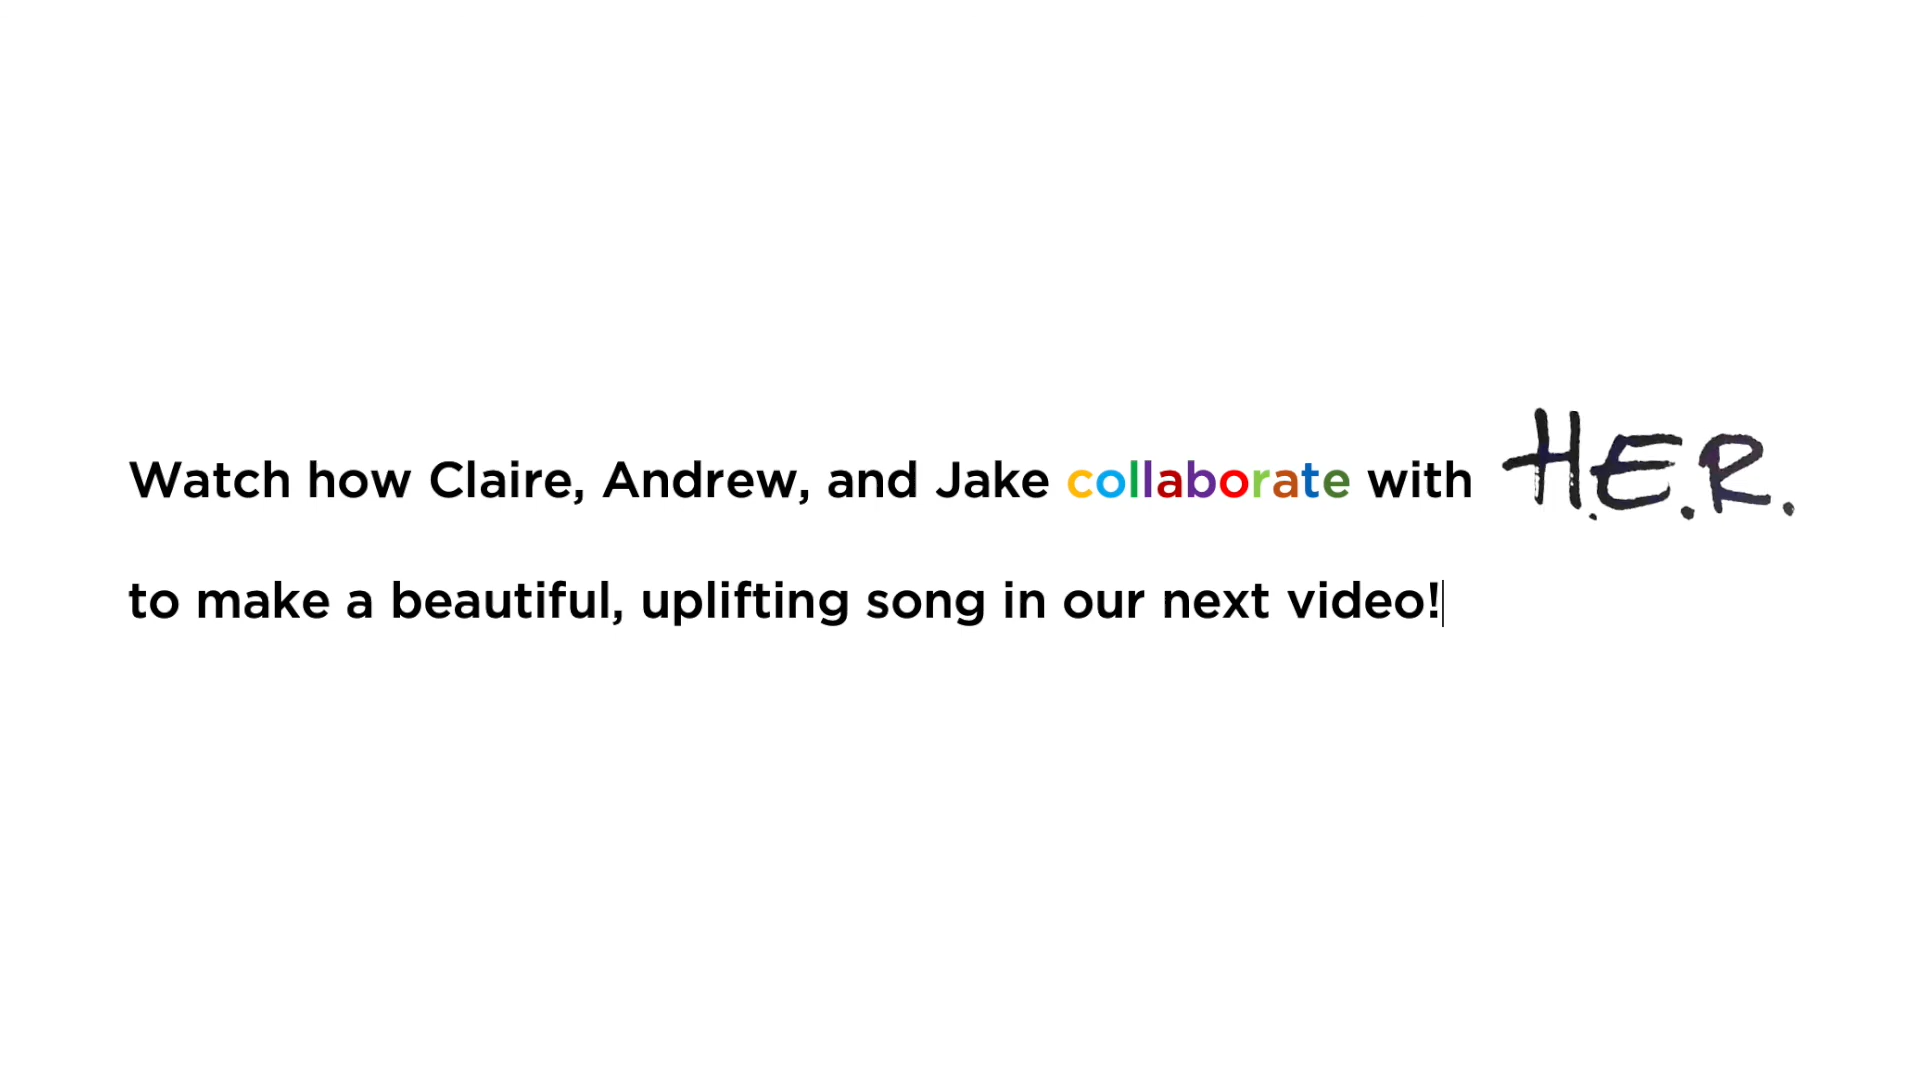 Watch how Claire, Andrew, and Jake collaborate with H.E.R.
to make a beautiful, uplifting song in our next video!